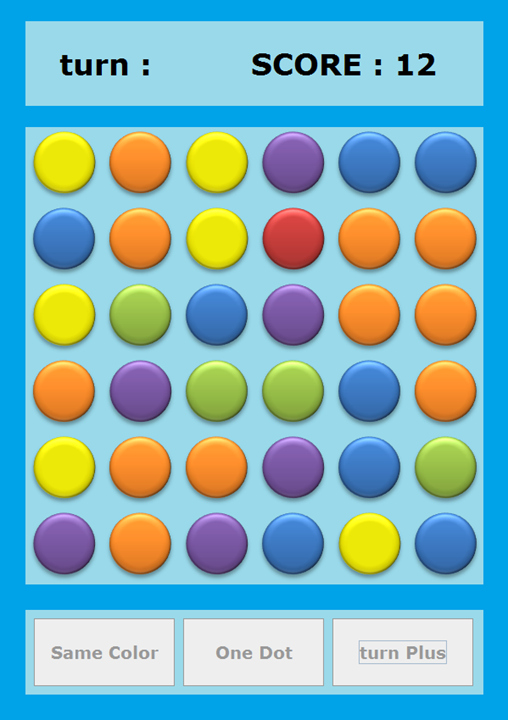 turn : SCORE : 12
Same Color One Dot turn Plus